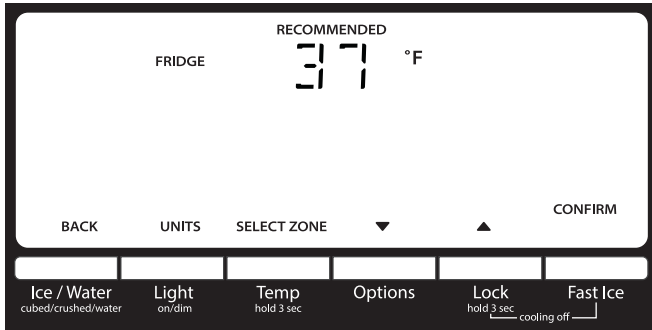 RECOMMENDED
FRIDGE 37 °F
CONFIRM
BACK UNITS SELECT ZONE ▼ ▲
Ice / Water Light Temp Options Lock Fast Ice
cubed/crushed/water on/dim hold 3 sec hold 3 sec
cooling off